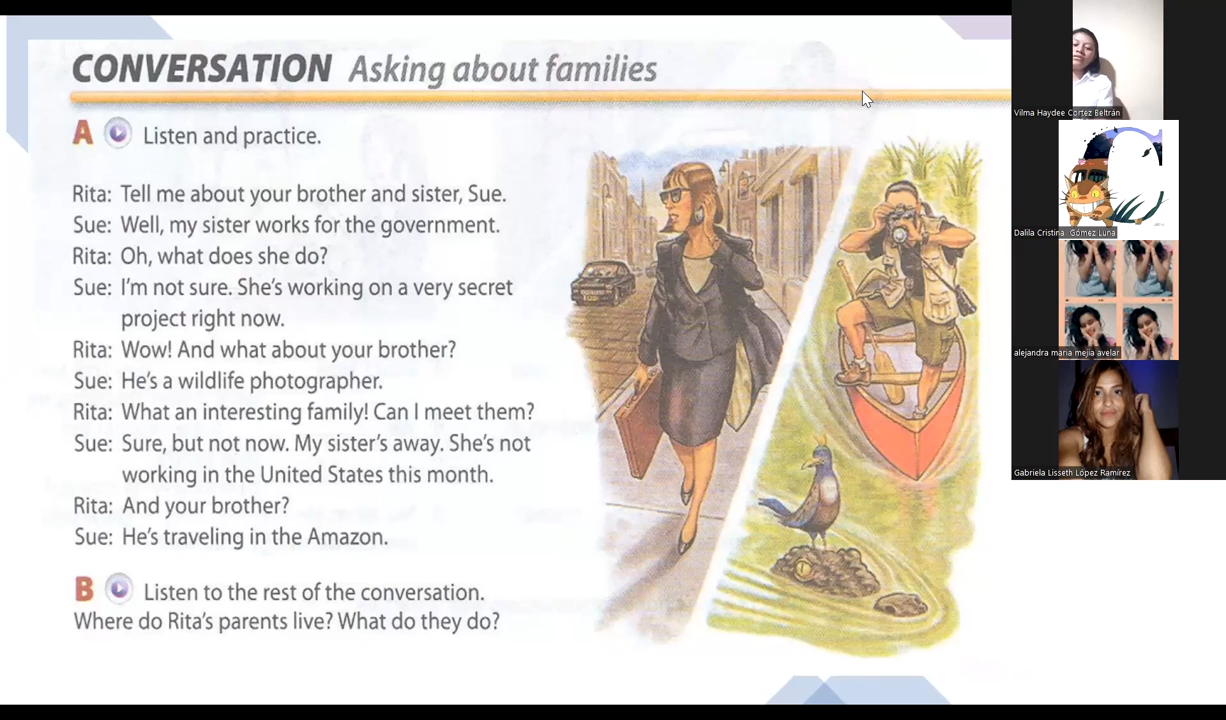 CONVERSATION Asking about families
A Listen and practice.
Rita: Tell me about your brother and sister, Sue.
Sue: Well, my sister works for the government.
Rita: Oh, what does she do?
Sue: I'm not sure. She's working on a very secret
project right now.
Rita: Wow! And what about your brother?
Sue: He's a wildlife photographer.
Rita: What an interesting family! Can I meet them?
Sue: Sure, but not now. My sister's away. She's not
working in the United States this month.
Rita: And your brother?
Sue: He's traveling in the Amazon.
B Listen to the rest of the conversation.
Where do Rita's parents live? What do they do?
Vilma Haydee Cortez Beltrán
Dalila Cristina Gómez Luna
alejandra maria mejia avelar
Gabriela Lisseth López Ramírez